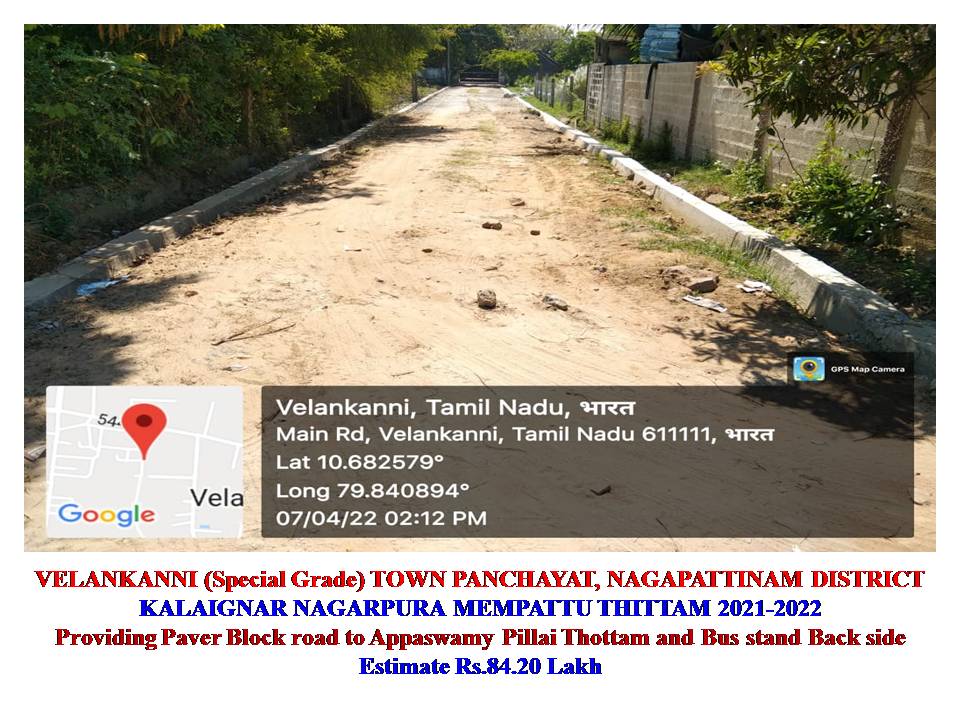 GPS Map Camera
54
Vela
Google
Velankanni, Tamil Nadu, भारत
Main Rd, Velankanni, Tamil Nadu 611111, भारत
Lat 10.682579°
Long 79.840894°
07/04/22 02:12 PM
VELANKANNI (Special Grade) TOWN PANCHAYAT, NAGAPATTINAM DISTRICT
KALAIGNAR NAGARPURA MEMPATTU THITTAM 2021-2022
Providing Paver Block road to Appaswamy Pillai Thottam and Bus stand Back side
Estimate Rs.84.20 Lakh